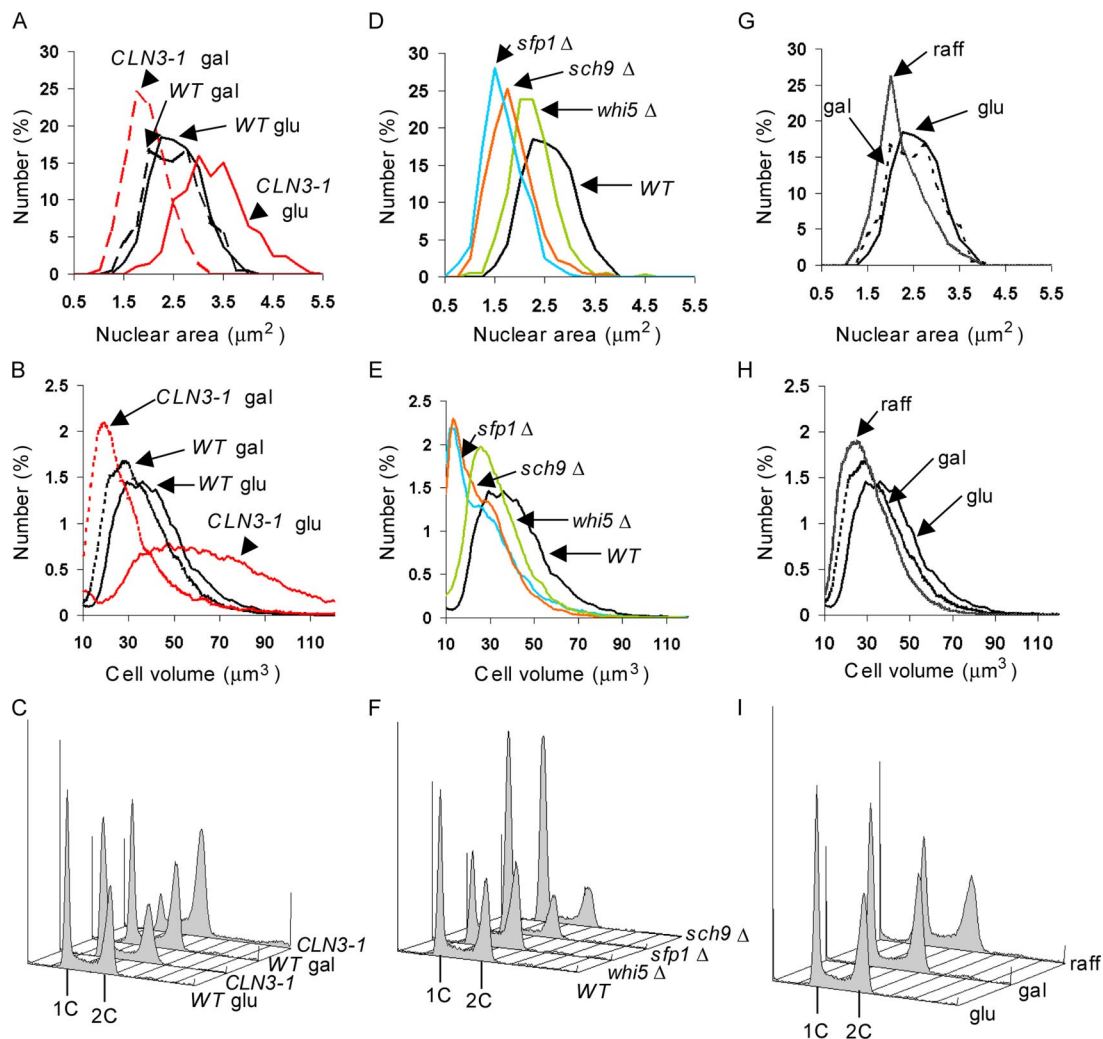 A
Number (%)
30
25
20
15
10
5
0
CLN3-1 gal
WT gal
WT glu
CLN3-1
glu
0.5 1.5 2.5 3.5 4.5 5.5
Nuclear area (μm²)
D
Number (%)
30
25
20
15
10
5
0
sfp1 Δ
sch9 Δ
whi5 Δ
WT
0.5 1.5 2.5 3.5 4.5 5.5
Nuclear area (μm²)
G
Number (%)
30
25
20
15
10
5
0
raff
gal
glu
0.5 1.5 2.5 3.5 4.5 5.5
Nuclear area (μm²)
B
Number (%)
2.5
2
1.5
1
0.5
0
CLN3-1 gal
WT gal
WT glu
CLN3-1 glu
10 30 50 70 90 110
Cell volume (μm³)
E
Number (%)
2.5
2
1.5
1
0.5
0
sfp1 Δ
sch9 Δ
whi5 Δ
WT
10 30 50 70 90 110
Cell volume (μm³)
H
Number (%)
2.5
2
1.5
1
0.5
0
raff
gal
glu
10 30 50 70 90 110
Cell volume (μm³)
C
CLN3-1
WT gal
CLN3-1
WT glu
1C
2C
F
sch9 Δ
sfp1 Δ
whi5 Δ
WT
1C
2C
I
raff
gal
glu
1C
2C